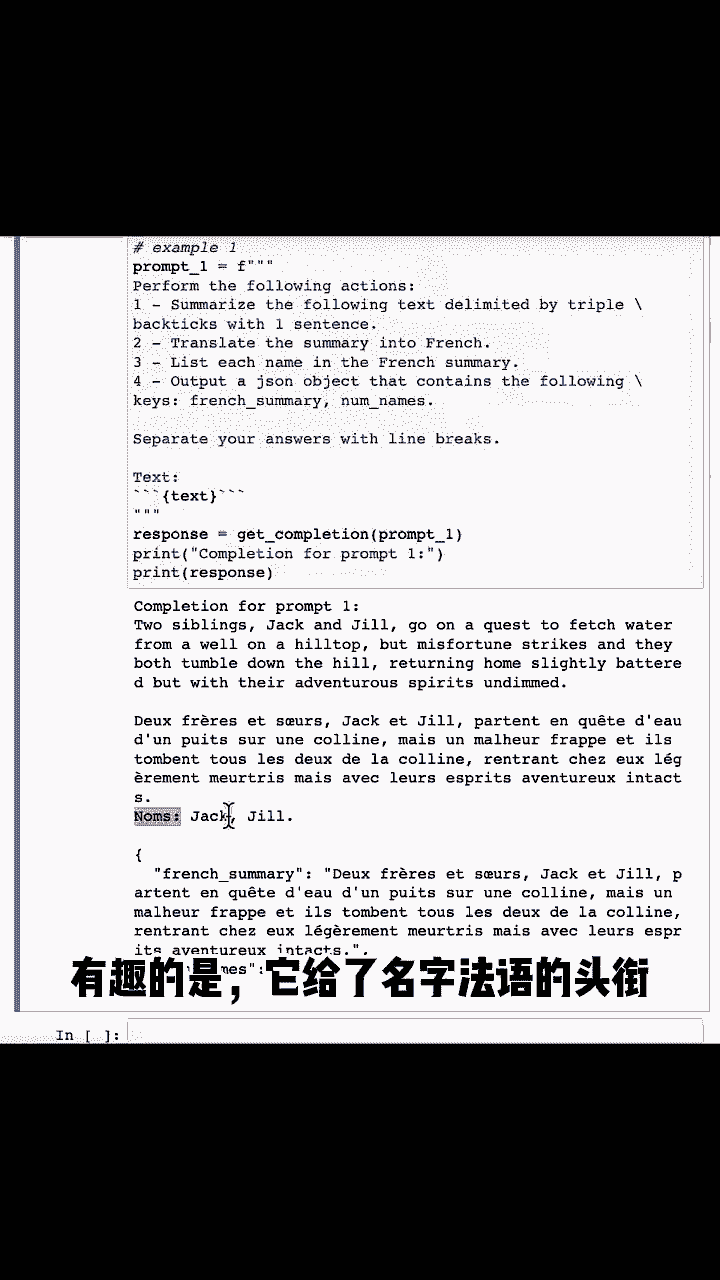 # example 1
prompt_1 = f"""
Perform the following actions:
1 - Summarize the following text delimited by triple \
backticks with 1 sentence.
2 - Translate the summary into French.
3 - List each name in the French summary.
4 - Output a json object that contains the following \
keys: french_summary, num_names.
Separate your answers with line breaks.
Text:
```{text}```
"""
response = get_completion(prompt_1)
print("Completion for prompt 1:")
print(response)
Completion for prompt 1:
Two siblings, Jack and Jill, go on a quest to fetch water
from a well on a hilltop, but misfortune strikes and they
both tumble down the hill, returning home slightly battere
d but with their adventurous spirits undimmed.
Deux frères et sœurs, Jack et Jill, partent en quête d'eau
d'un puits sur une colline, mais un malheur frappe et ils
tombent tous les deux de la colline, rentrant chez eux lég
èrement meurtris mais avec leurs esprits aventureux intact
s.
Noms: Jack, Jill.
{
"french_summary": "Deux frères et sœurs, Jack et Jill, p
artent en quête d'eau d'un puits sur une colline, mais un
malheur frappe et ils tombent tous les deux de la colline,
rentrant chez eux légèrement meurtris mais avec leurs espr
its aventureux intacts.",
有趣的是，它给了名字法语的头衔
In [ ]: